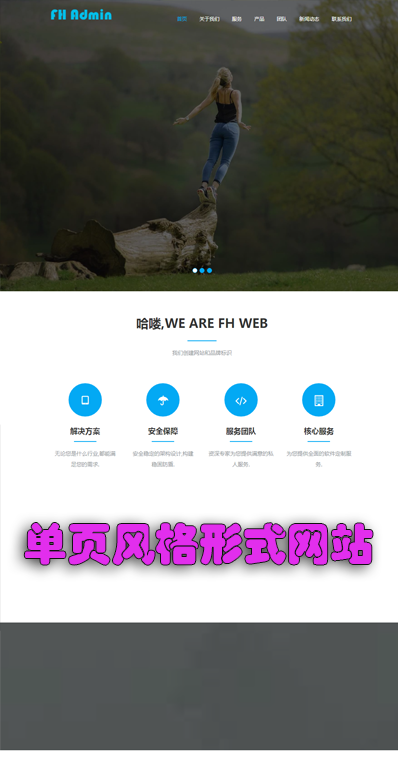 FH Admin
首页 关于我们 服务 产品 团队 新闻动态 联系我们
哈喽,WE ARE FH WEB
我们创建网站和品牌标识
解决方案 安全保障 服务团队 核心服务
无论您是什么行业,都能满
足您的需求.
安全稳定的架构设计,构建
稳固防震.
资深专家为您提供满意的私
人服务.
为您提供全面的软件定制服
务.
单页风格形式网站